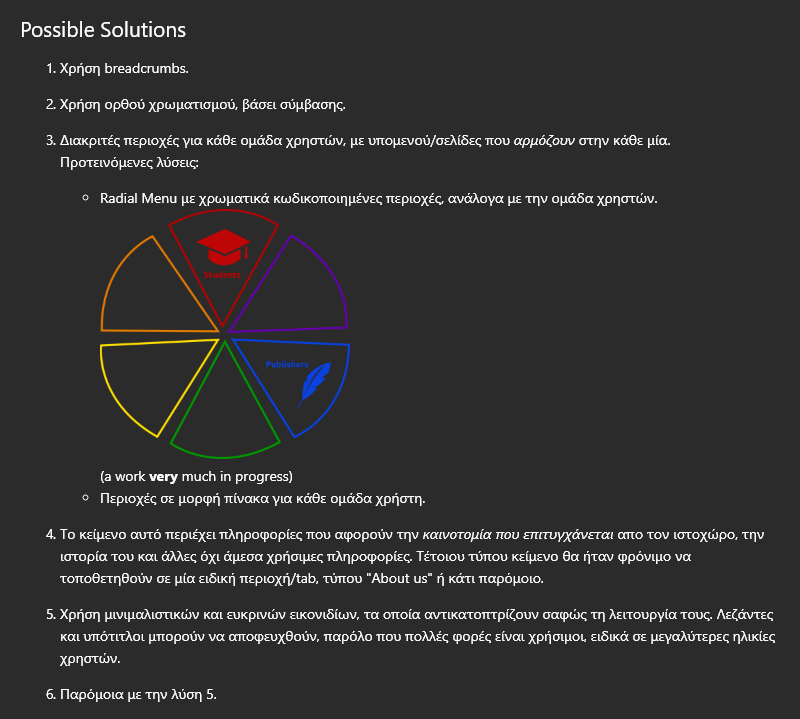 Possible Solutions
1. Χρήση breadcrumbs.
2. Χρήση ορθού χρωματισμού, βάσει σύμβασης.
3. Διακριτές περιοχές για κάθε ομάδα χρηστών, με υπομενού/σελίδες που αρμόζουν στην κάθε μία.
Προτεινόμενες λύσεις:
Radial Menu με χρωματικά κωδικοποιημένες περιοχές, ανάλογα με την ομάδα χρηστών.
Students
Publishers
(a work very much in progress)
Περιοχές σε μορφή πίνακα για κάθε ομάδα χρήστη.
4. Το κείμενο αυτό περιέχει πληροφορίες που αφορούν την καινοτομία που επιτυγχάνεται απο τον ιστοχώρο, την
ιστορία του και άλλες όχι άμεσα χρήσιμες πληροφορίες. Τέτοιου τύπου κείμενο θα ήταν φρόνιμο να
τοποθετηθούν σε μία ειδική περιοχή/tab, τύπου "About us" ή κάτι παρόμοιο.
5. Χρήση μινιμαλιστικών και ευκρινών εικονιδίων, τα οποία αντικατοπτρίζουν σαφώς τη λειτουργία τους. Λεζάντες
και υπότιτλοι μπορούν να αποφευχθούν, παρόλο που πολλές φορές είναι χρήσιμοι, ειδικά σε μεγαλύτερες ηλικίες
χρηστών.
6. Παρόμοια με την λύση 5.